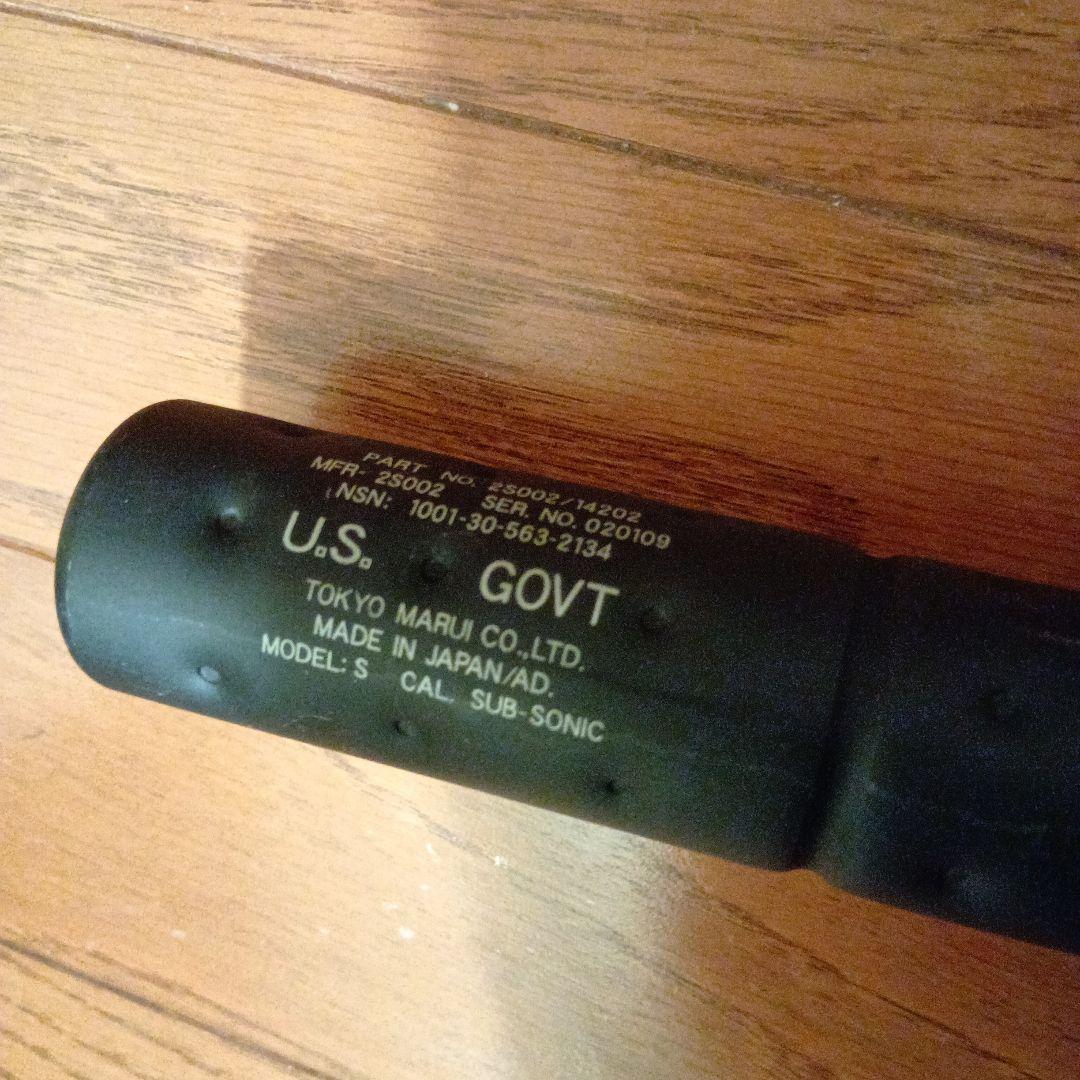 PART NO. 2S002/14202
MFR- 2S002 SER. NO. 020109
NSN: 1001-30-563-2134
U.S. GOVT
TOKYO MARUI CO.,LTD.
MADE IN JAPAN/AD.
MODEL: S CAL. SUB-SONIC